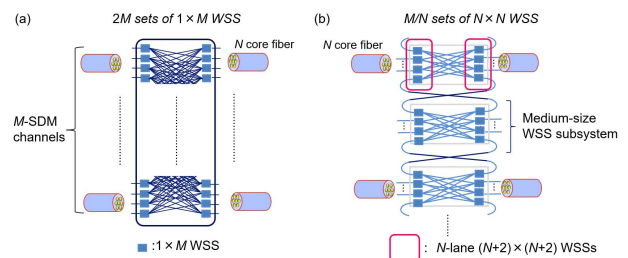 (a)
2M sets of 1 × M WSS
N core fiber
M-SDM
channels
:1 × M WSS
(b)
M/N sets of N × N WSS
N core fiber
Medium-size
WSS subsystem
: N-lane (N+2) × (N+2) WSSs